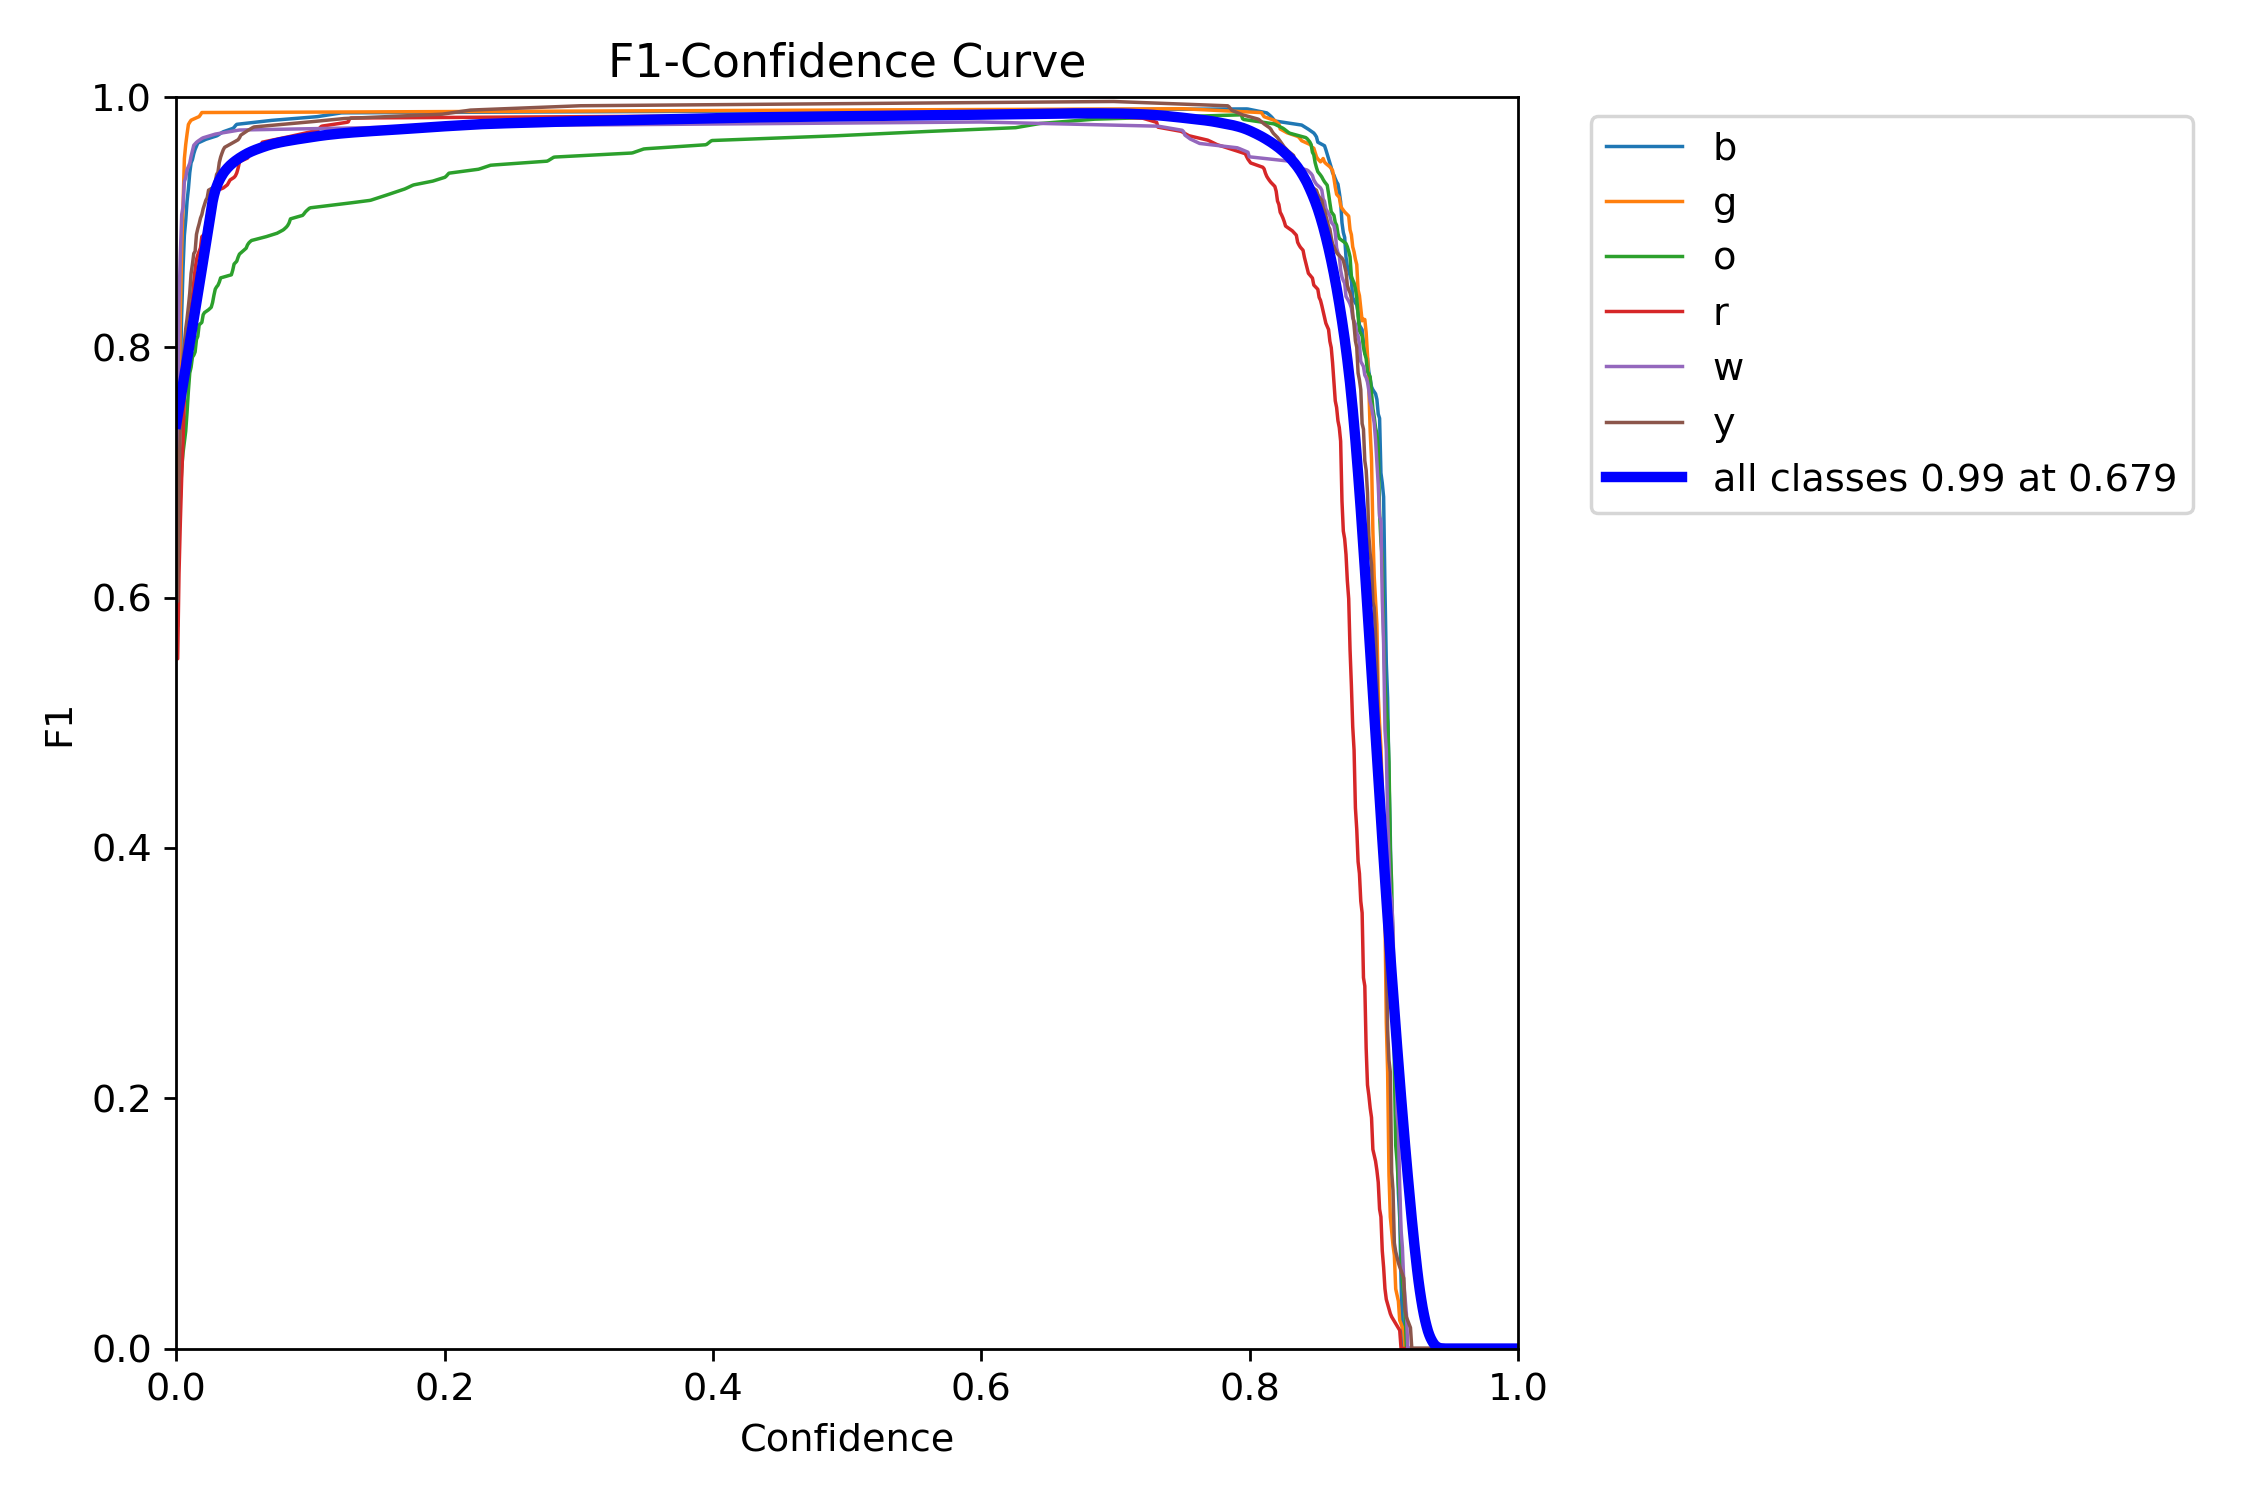 F1-Confidence Curve
1.0
0.8
0.6
0.4
0.2
0.0
F1
0.0 0.2 0.4 0.6 0.8 1.0
Confidence
b
g
o
r
w
y
all classes 0.99 at 0.679